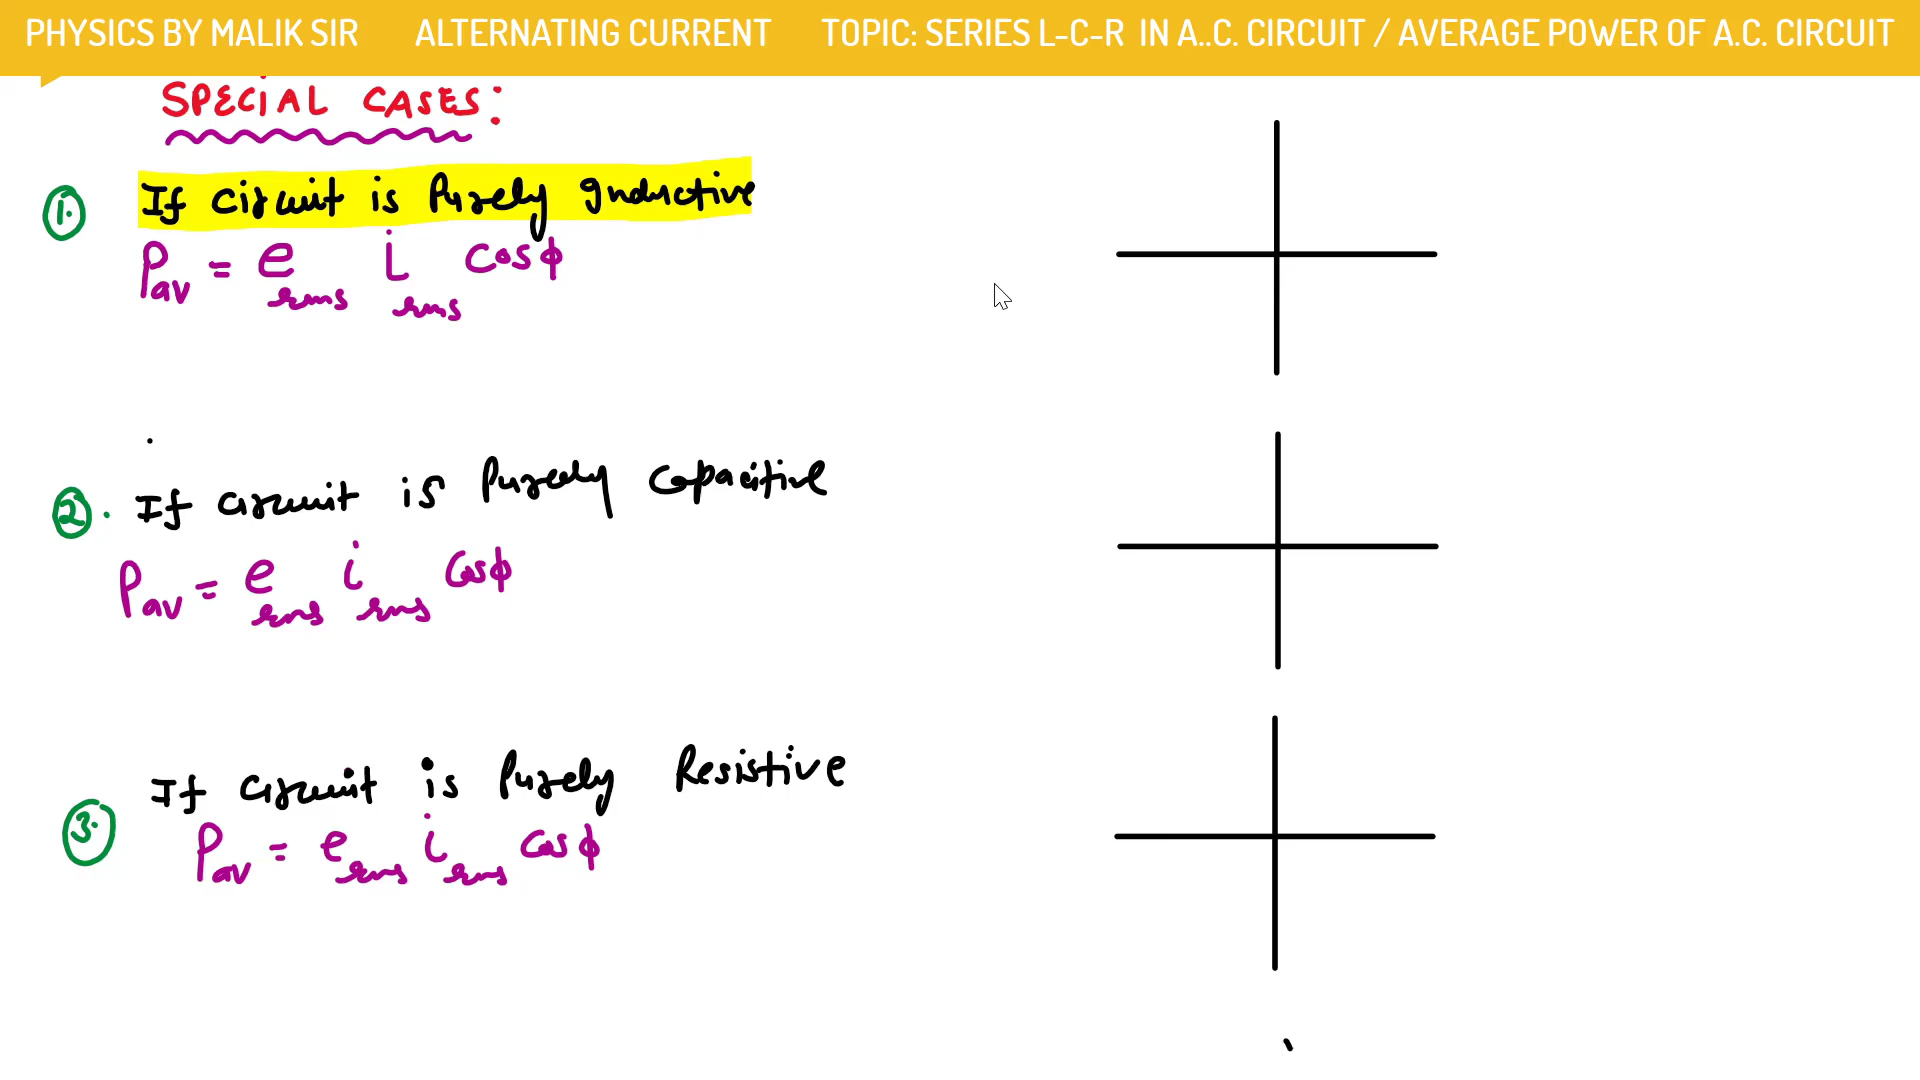 PHYSICS BY MALIK SIR ALTERNATING CURRENT TOPIC: SERIES L-C-R IN A..C. CIRCUIT / AVERAGE POWER OF A.C. CIRCUIT
SPECIAL CASES:
1. If circuit is Purely Inductive
Pav = erms irms cosϕ
2. If circuit is Purely Capacitive
Pav = erms irms cosϕ
3. If circuit is Purely Resistive
Pav = erms irms cosϕ